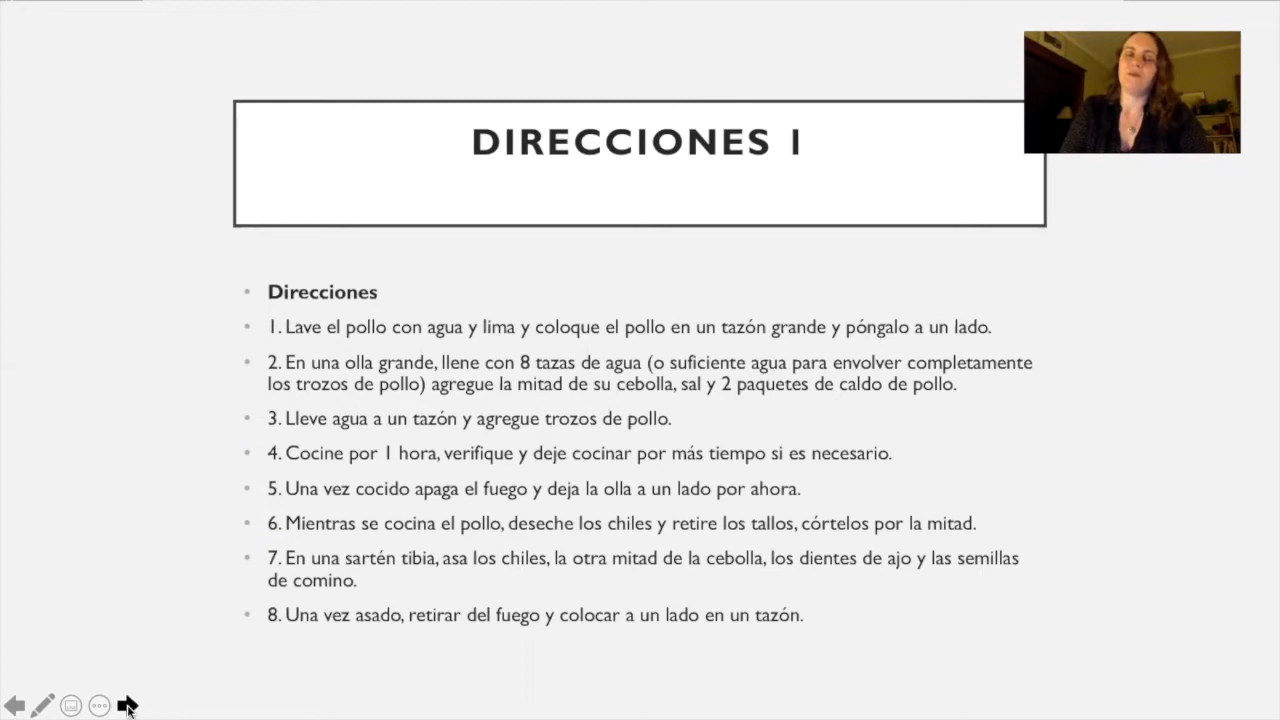 DIRECCIONES 1
Direcciones
1. Lave el pollo con agua y lima y coloque el pollo en un tazón grande y póngalo a un lado.
2. En una olla grande, llene con 8 tazas de agua (o suficiente agua para envolver completamente
los trozos de pollo) agregue la mitad de su cebolla, sal y 2 paquetes de caldo de pollo.
3. Lleve agua a un tazón y agregue trozos de pollo.
4. Cocine por 1 hora, verifique y deje cocinar por más tiempo si es necesario.
5. Una vez cocido apaga el fuego y deja la olla a un lado por ahora.
6. Mientras se cocina el pollo, deseche los chiles y retire los tallos, córtelos por la mitad.
7. En una sartén tibia, asa los chiles, la otra mitad de la cebolla, los dientes de ajo y las semillas
de comino.
8. Una vez asado, retirar del fuego y colocar a un lado en un tazón.